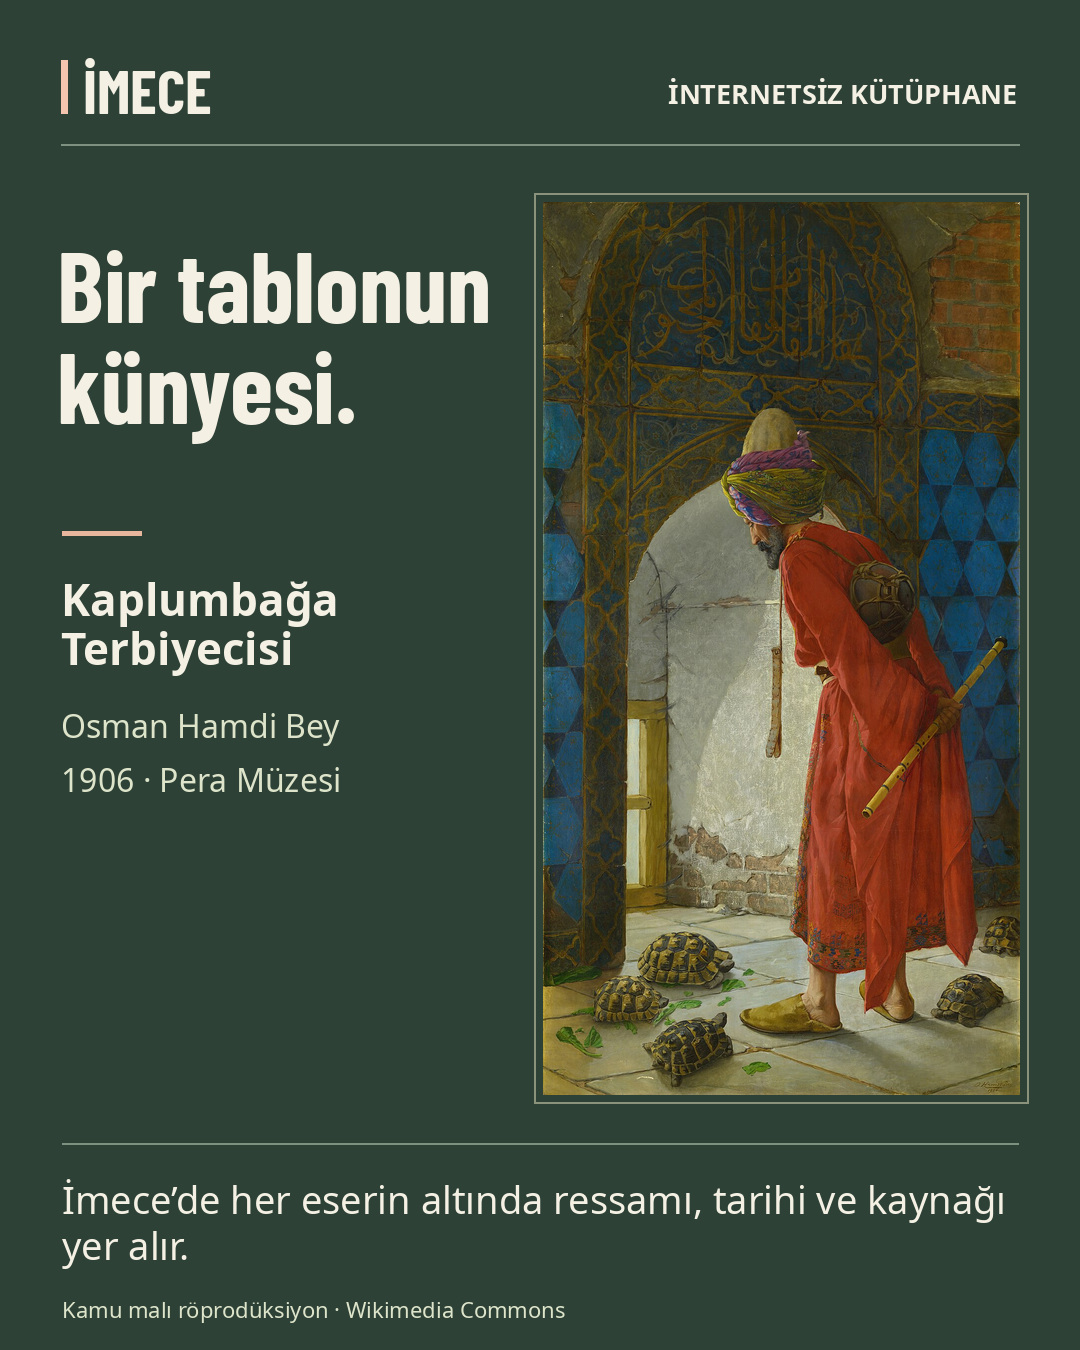 İMECE
İNTERNETSİZ KÜTÜPHANE
Bir tablonun
künyesi.
Kaplumbağa
Terbiyecisi
Osman Hamdi Bey
1906 · Pera Müzesi
İmece’de her eserin altında ressamı, tarihi ve kaynağı
yer alır.
Kamu malı röprodüksiyon · Wikimedia Commons